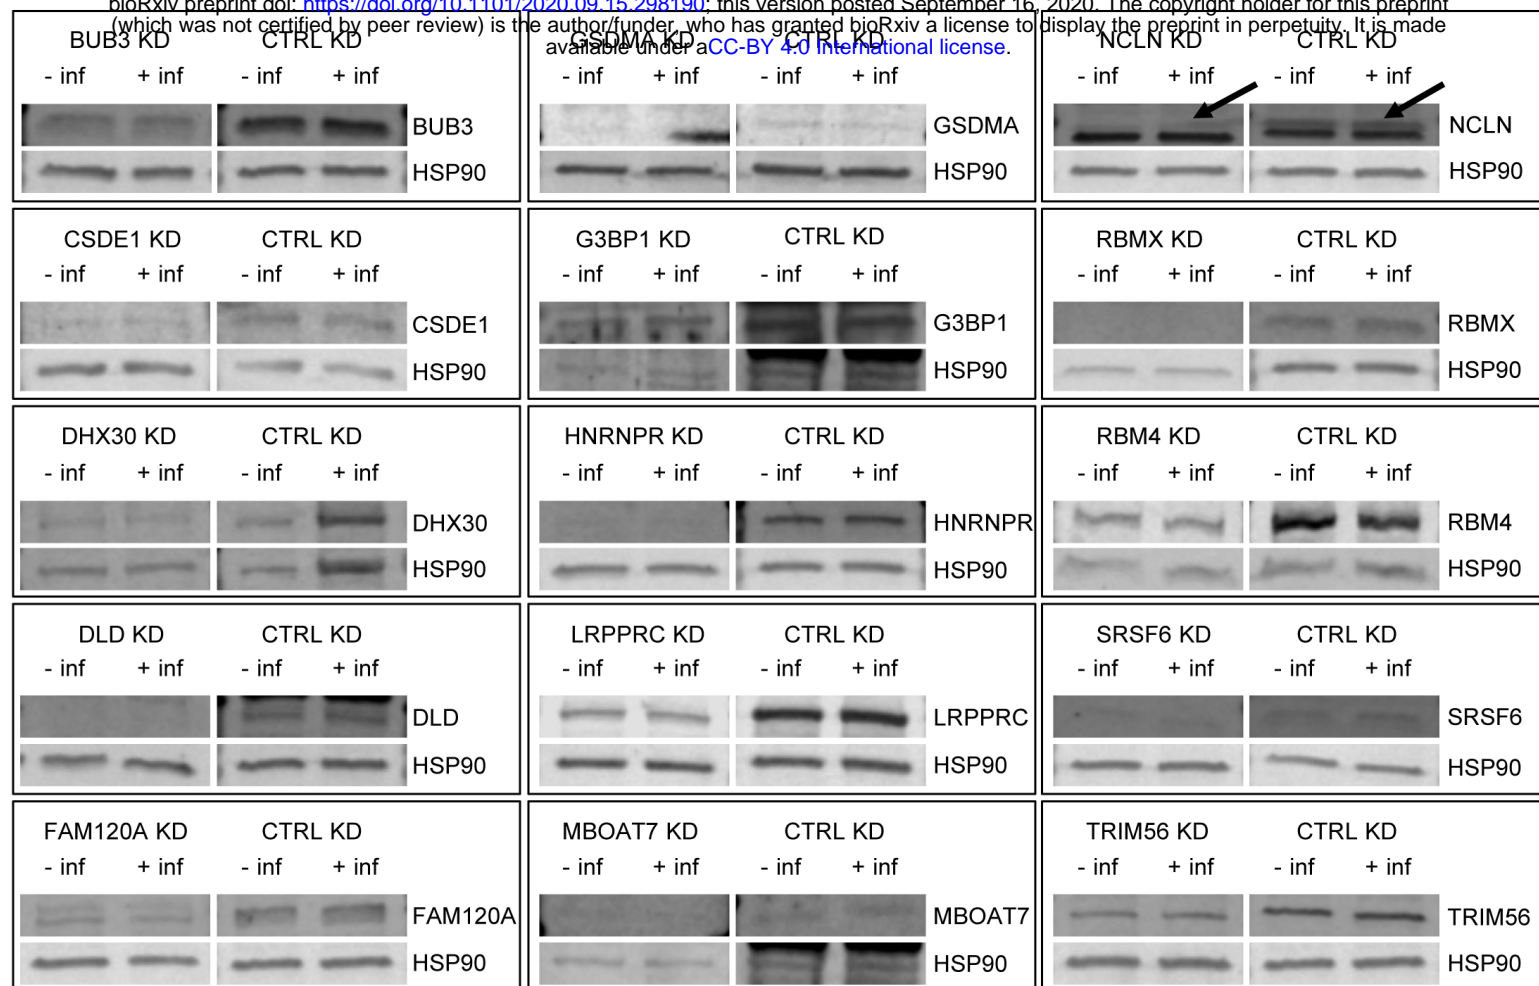 bioRxiv preprint doi: https://doi.org/10.1101/2020.09.15.298190; this version posted September 16, 2020. The copyright holder for this preprint
(which was not certified by peer review) is the author/funder, who has granted bioRxiv a license to display the preprint in perpetuity. It is made
available under aCC-BY 4.0 International license.
BUB3 KD CTRL KD
- inf + inf - inf + inf
BUB3
HSP90
GSDMA KD CTRL KD
- inf + inf - inf + inf
GSDMA
HSP90
NCLN KD CTRL KD
- inf + inf - inf + inf
NCLN
HSP90
CSDE1 KD CTRL KD
- inf + inf - inf + inf
CSDE1
HSP90
G3BP1 KD CTRL KD
- inf + inf - inf + inf
G3BP1
HSP90
RBMX KD CTRL KD
- inf + inf - inf + inf
RBMX
HSP90
DHX30 KD CTRL KD
- inf + inf - inf + inf
DHX30
HSP90
HNRNPR KD CTRL KD
- inf + inf - inf + inf
HNRNPR
HSP90
RBM4 KD CTRL KD
- inf + inf - inf + inf
RBM4
HSP90
DLD KD CTRL KD
- inf + inf - inf + inf
DLD
HSP90
LRPPRC KD CTRL KD
- inf + inf - inf + inf
LRPPRC
HSP90
SRSF6 KD CTRL KD
- inf + inf - inf + inf
SRSF6
HSP90
FAM120A KD CTRL KD
- inf + inf - inf + inf
FAM120A
HSP90
MBOAT7 KD CTRL KD
- inf + inf - inf + inf
MBOAT7
HSP90
TRIM56 KD CTRL KD
- inf + inf - inf + inf
TRIM56
HSP90